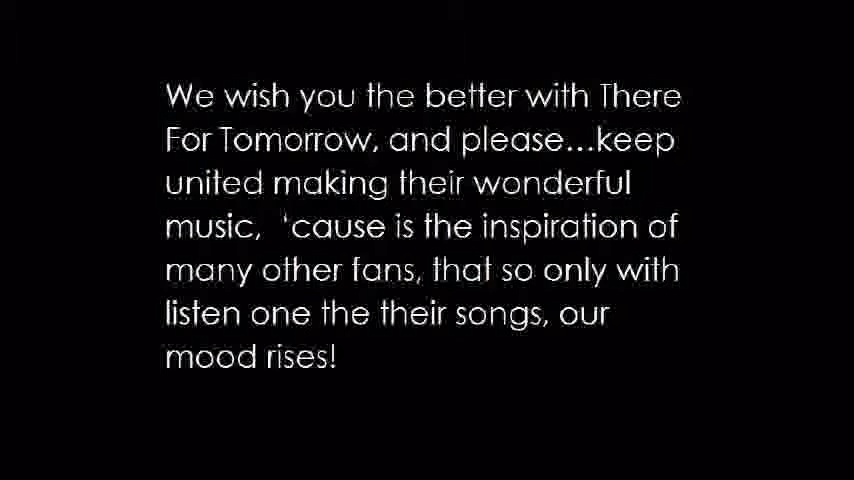 We wish you the better with There
For Tomorrow, and please...keep
united making their wonderful
music,  ‘cause is the inspiration of
many other fans, that so only with
listen one the their songs, our
mood rises!